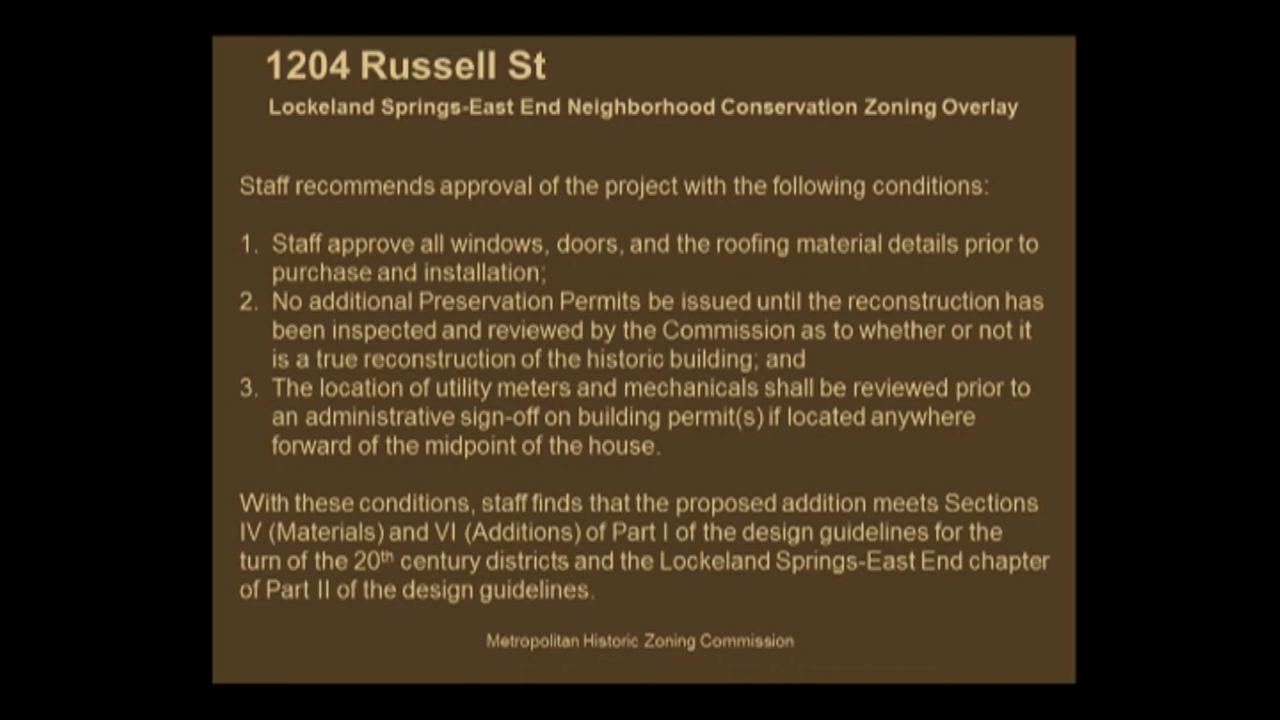 1204 Russell St
Lockeland Springs-East End Neighborhood Conservation Zoning Overlay
Staff recommends approval of the project with the following conditions:
1. Staff approve all windows, doors, and the roofing material details prior to
purchase and installation;
2. No additional Preservation Permits be issued until the reconstruction has
been inspected and reviewed by the Commission as to whether or not it
is a true reconstruction of the historic building; and
3. The location of utility meters and mechanicals shall be reviewed prior to
an administrative sign-off on building permit(s) if located anywhere
forward of the midpoint of the house.
With these conditions, staff finds that the proposed addition meets Sections
IV (Materials) and VI (Additions) of Part I of the design guidelines for the
turn of the 20th century districts and the Lockeland Springs-East End chapter
of Part II of the design guidelines.
Metropolitan Historic Zoning Commission